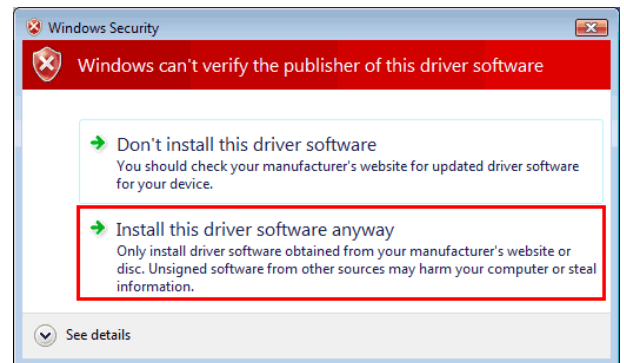 Windows Security
Windows can't verify the publisher of this driver software
Don't install this driver software
You should check your manufacturer's website for updated driver software
for your device.
Install this driver software anyway
Only install driver software obtained from your manufacturer's website or
disc. Unsigned software from other sources may harm your computer or steal
information.
See details